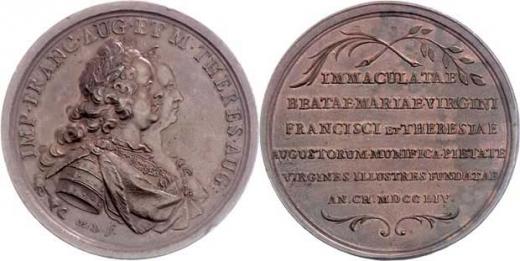 IMP·FRANC·AUG·ET M·THERES·AUG·
IMMACULATAE
BEATAE MARIAE VIRGINI
FRANCISCI ET THERESIAE
AUGUSTORUM MUNIFICA PIETATE
VIRGINES ILLUSTRES FUNDATAE
AN. CH. MDCCLIV.